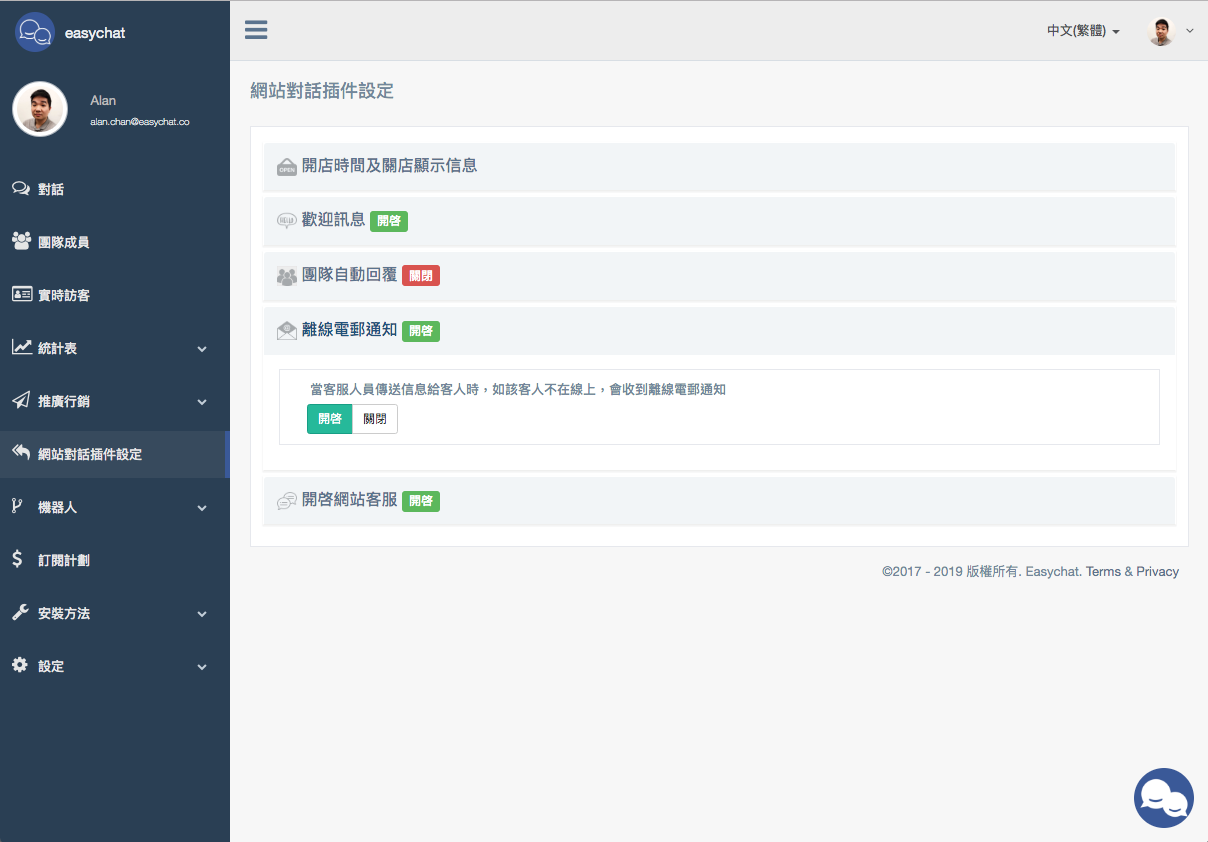 easychat
中文(繁體)
Alan
alan.chan@easychat.co
對話
團隊成員
實時訪客
統計表
推廣行銷
網站對話插件設定
機器人
訂閱計劃
安裝方法
設定
網站對話插件設定
OPEN
開店時間及關店顯示信息
HELLO
歡迎訊息 開啓
團隊自動回覆 關閉
離線電郵通知 開啓
當客服人員傳送信息給客人時，如該客人不在線上，會收到離線電郵通知
開啓 關閉
開啓網站客服 開啓
©2017 - 2019 版權所有. Easychat. Terms & Privacy